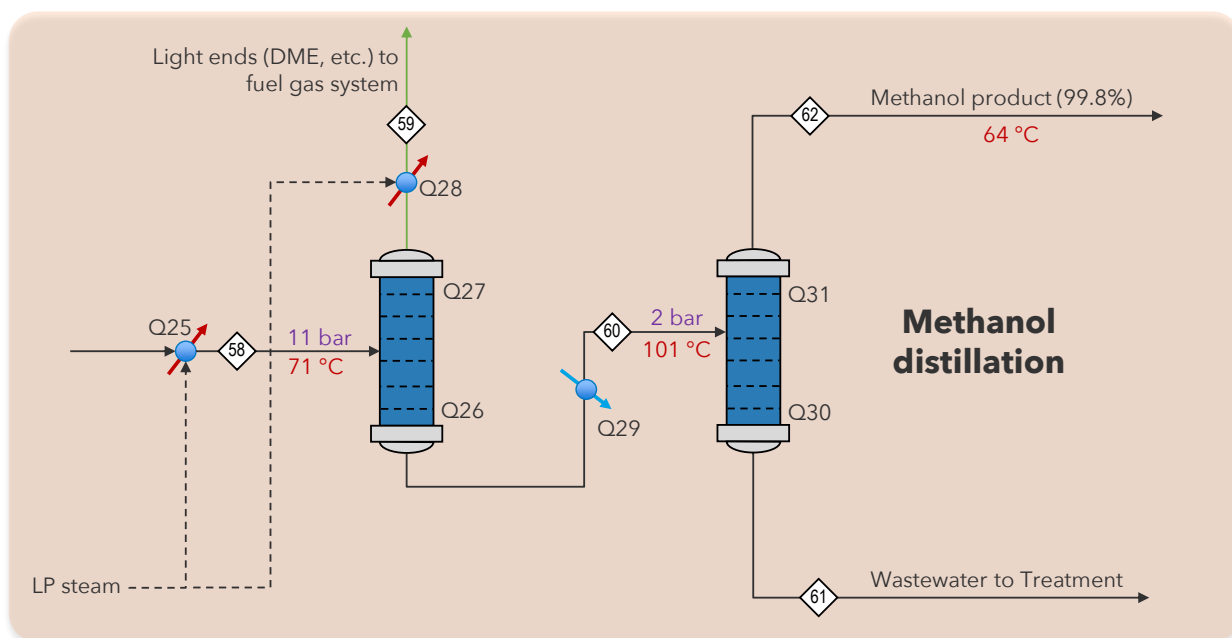 Light ends (DME, etc.) to
fuel gas system
59
Q28
62
Methanol product (99.8%)
64 °C
Q25
58
11 bar
71 °C
Q27
Q26
60
2 bar
101 °C
Q29
Q31
Q30
Methanol
distillation
LP steam
61
Wastewater to Treatment